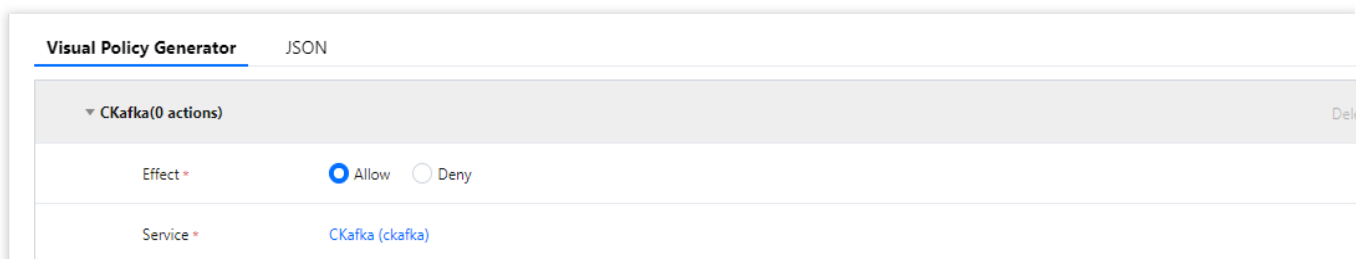 Visual Policy Generator JSON
CKafka(0 actions)
Effect * Allow Deny
Service * CKafka (ckafka)